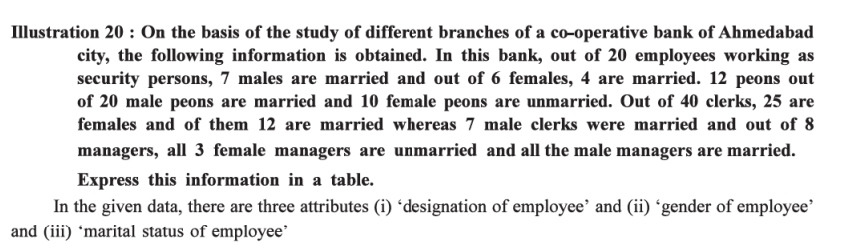 Illustration 20 : On the basis of the study of different branches of a co-operative bank of Ahmedabad
city, the following information is obtained. In this bank, out of 20 employees working as
security persons, 7 males are married and out of 6 females, 4 are married. 12 peons out
of 20 male peons are married and 10 female peons are unmarried. Out of 40 clerks, 25 are
females and of them 12 are married whereas 7 male clerks were married and out of 8
managers, all 3 female managers are unmarried and all the male managers are married.
Express this information in a table.
In the given data, there are three attributes (i) ‘designation of employee’ and (ii) ‘gender of employee’
and (iii) ‘marital status of employee’